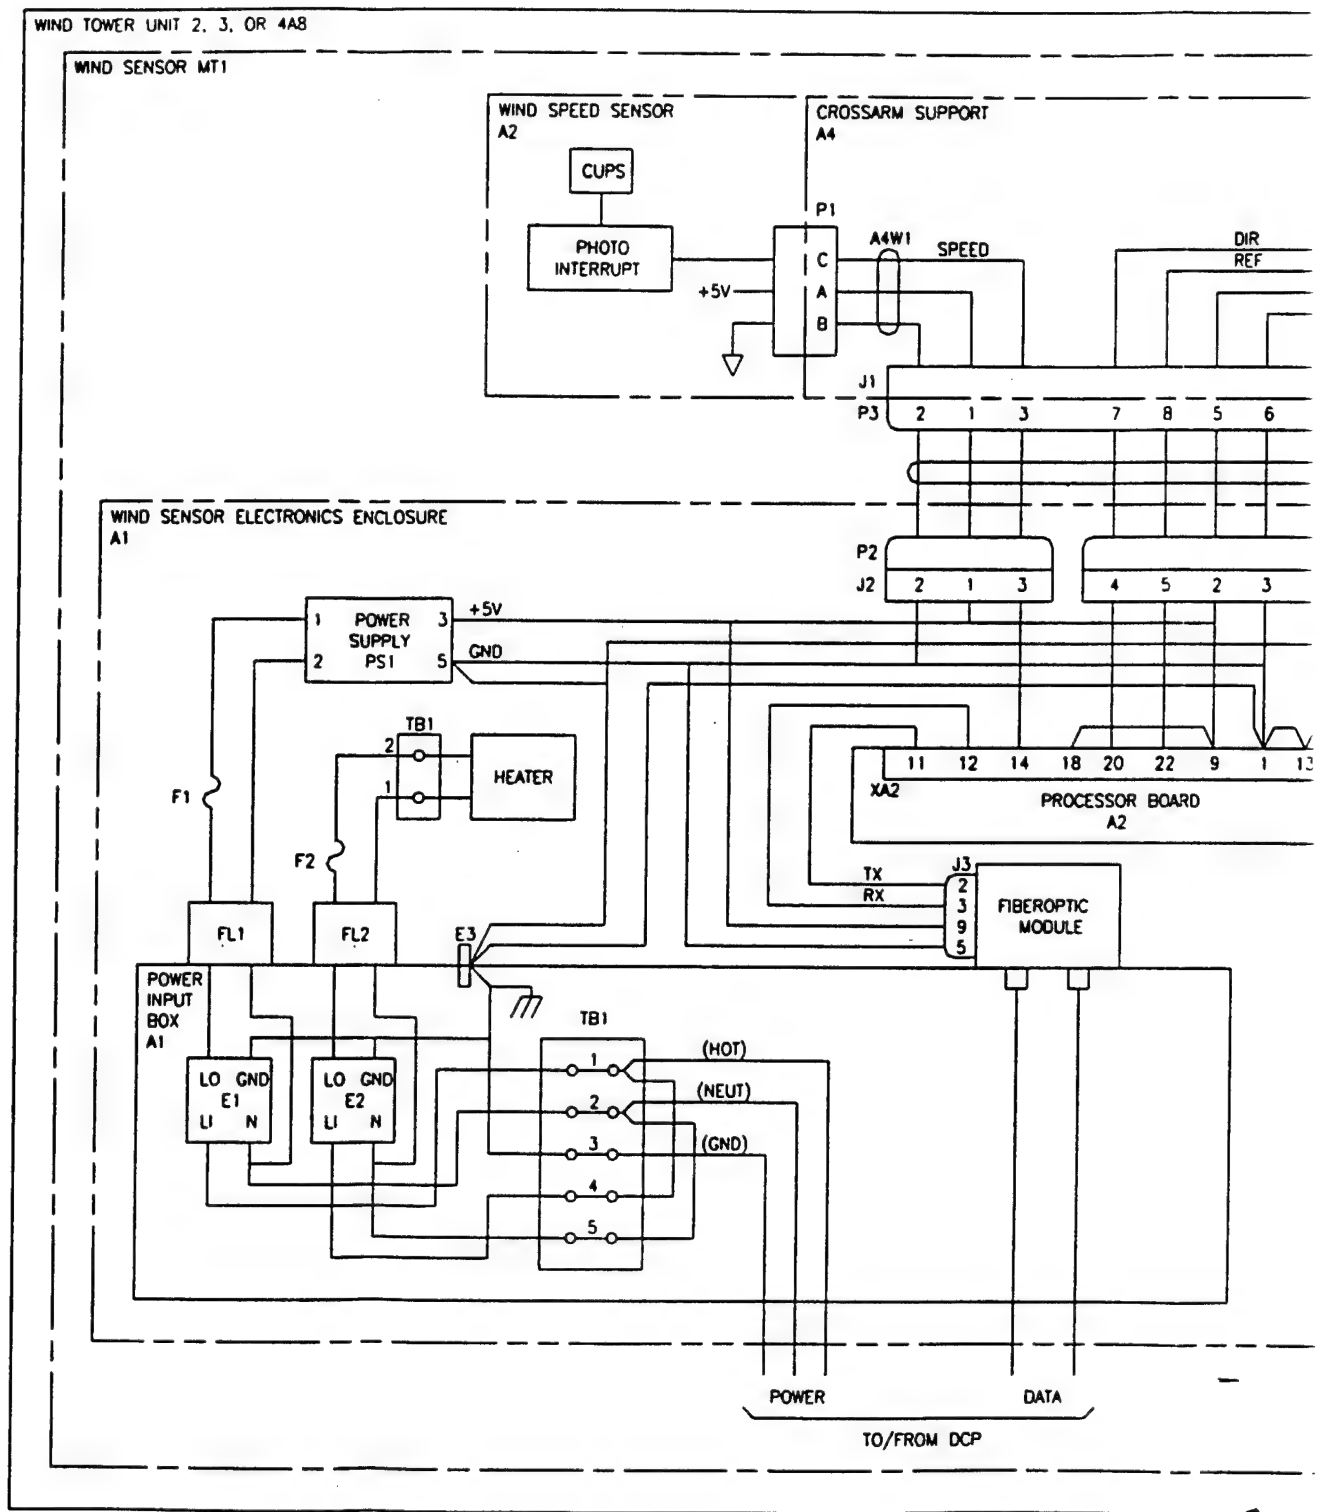 WIND TOWER UNIT 2, 3, OR 4A8
WIND SENSOR MT1
WIND SPEED SENSOR
A2
CROSSARM SUPPORT
A4
CUPS
PHOTO
INTERRUPT
P1
A4W1
C
SPEED
DIR
REF
+5V
A
B
J1
P3 2 1 3 7 8 5 6
WIND SENSOR ELECTRONICS ENCLOSURE
A1
P2
J2 2 1 3 4 5 2 3
1 POWER 3
SUPPLY
2 PS1 5
+5V
GND
TB1
2
1
HEATER
F1
F2
11 12 14 18 20 22 9 1 13
XA2
PROCESSOR BOARD
A2
J3
TX 2
RX 3
9
5
FIBEROPTIC
MODULE
FL1
FL2
E3
POWER
INPUT
BOX
A1
TB1
LO GND
E1
LI N
LO GND
E2
LI N
1 (HOT)
2 (NEUT)
3 (GND)
4
5
POWER
DATA
TO/FROM DCP